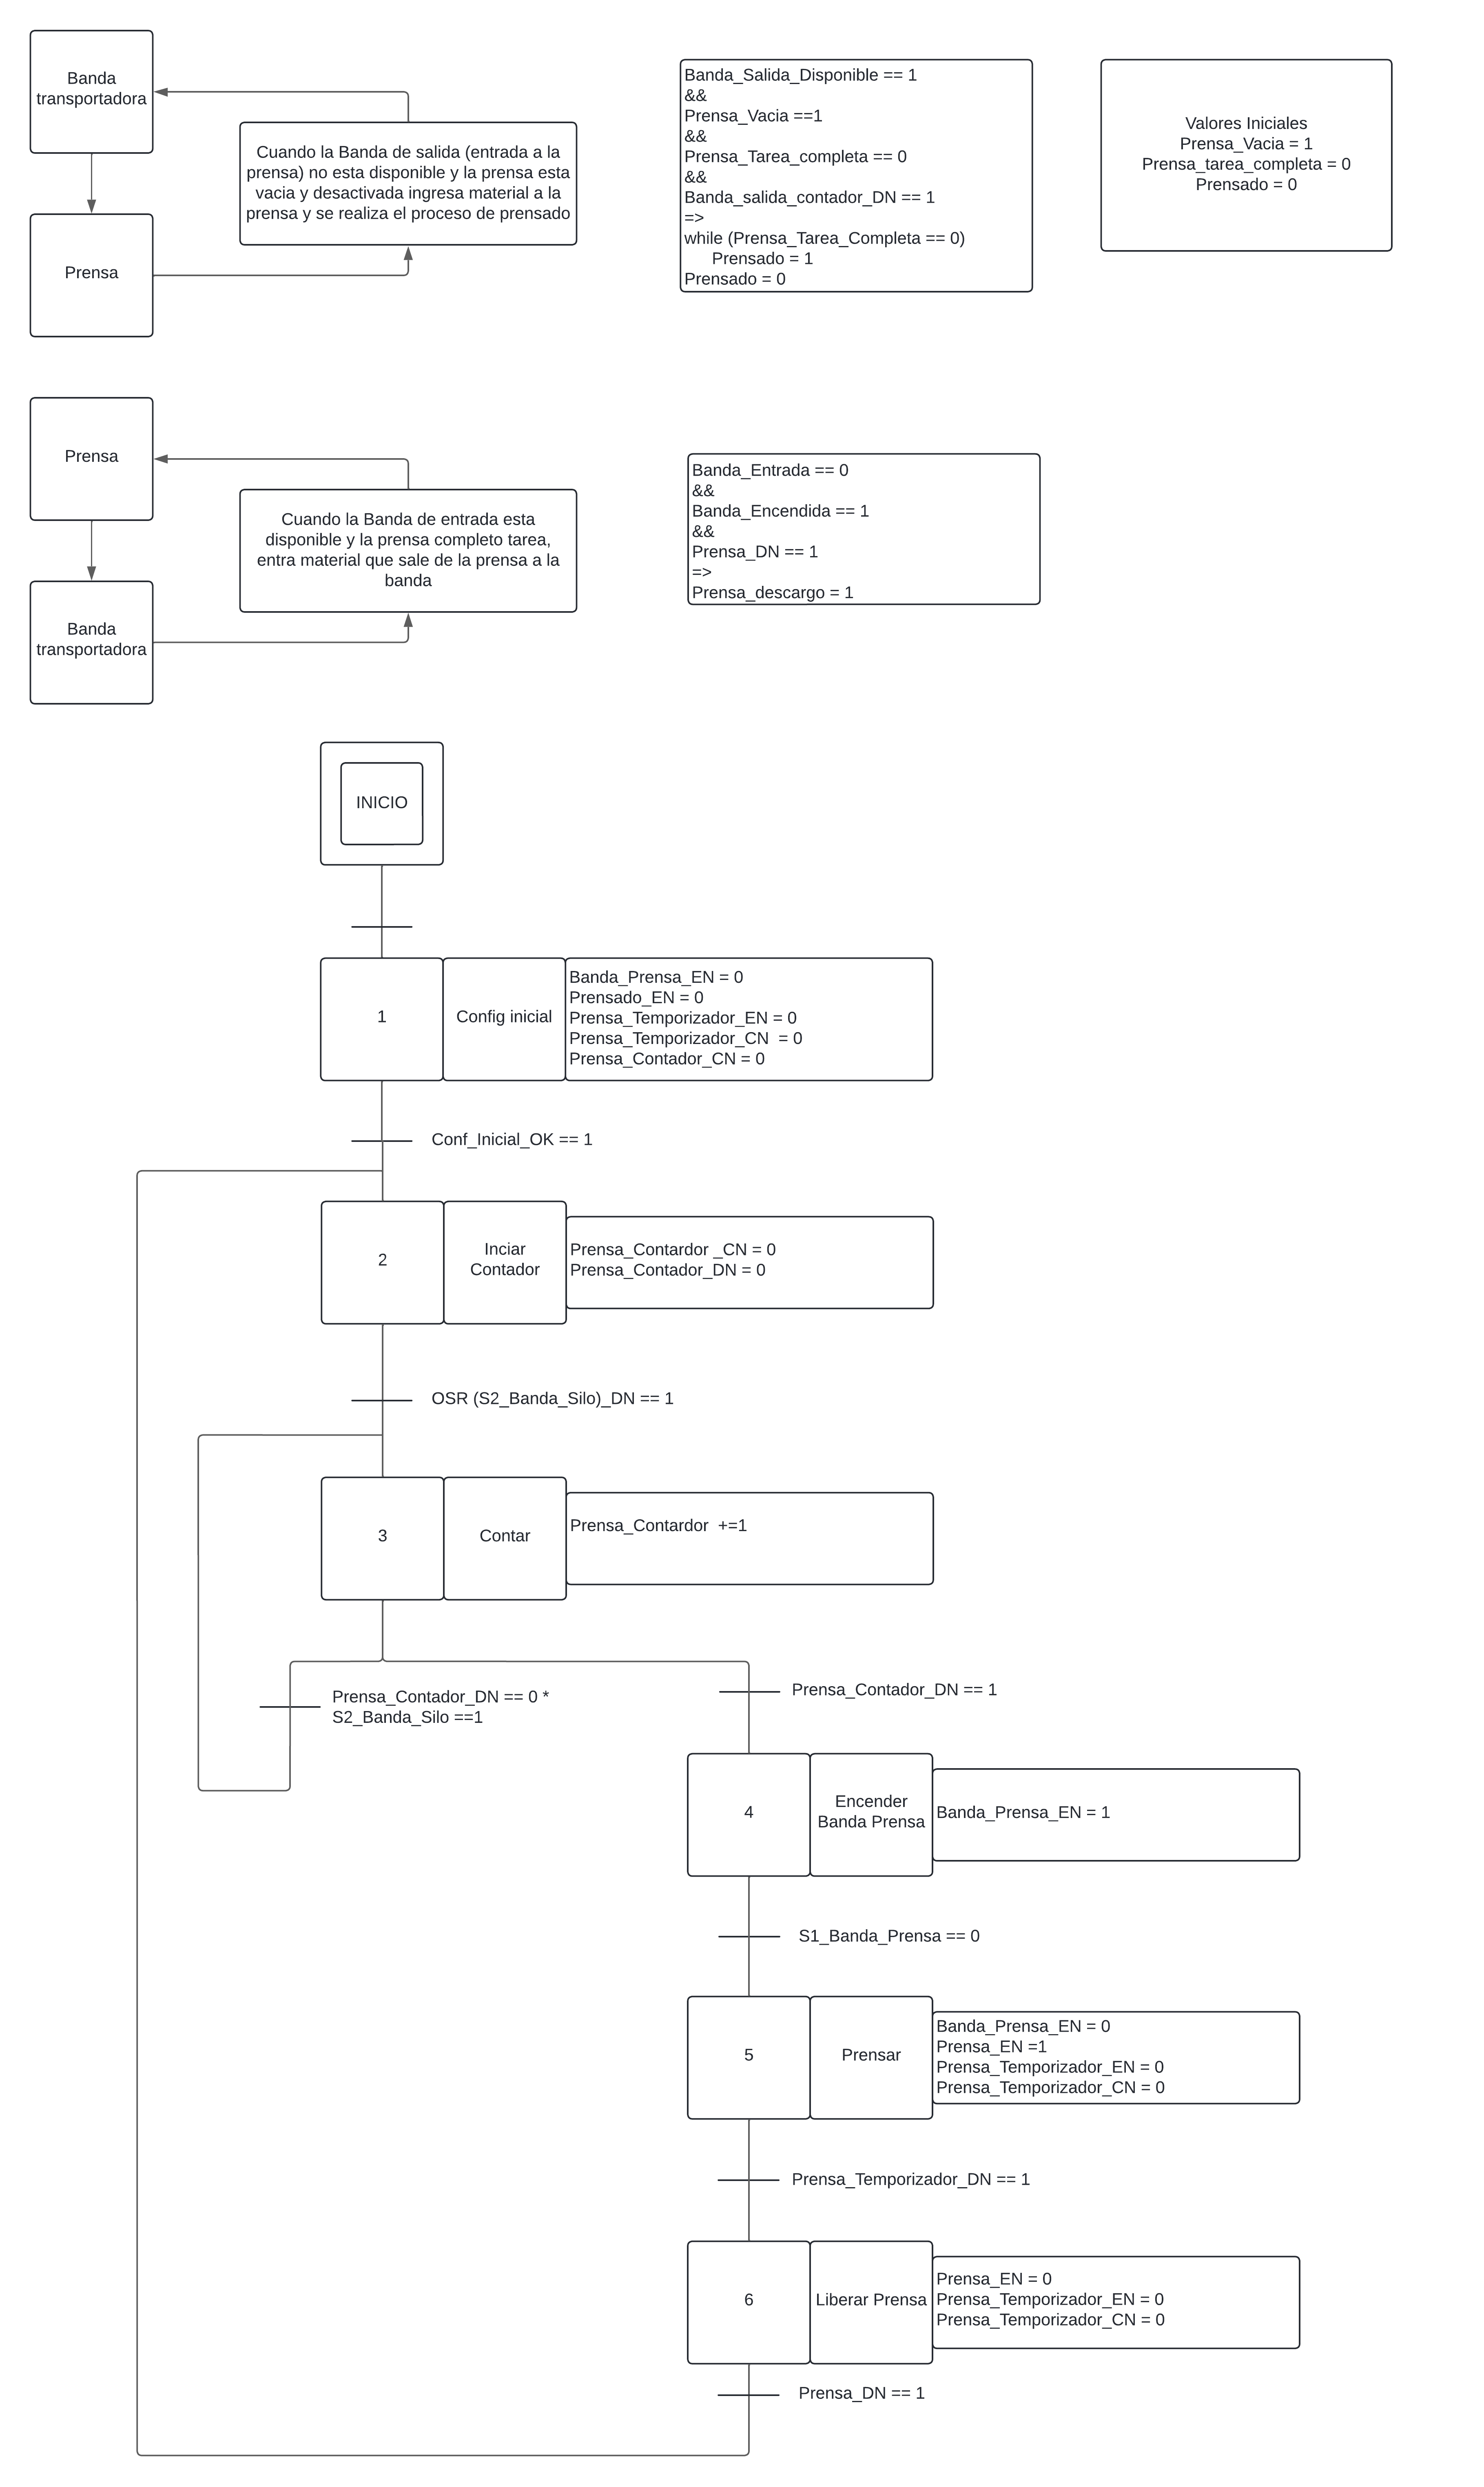 Banda
transportadora
Cuando la Banda de salida (entrada a la
prensa) no esta disponible y la prensa esta
vacia y desactivada ingresa material a la
prensa y se realiza el proceso de prensado
Prensa
Banda_Salida_Disponible == 1
&&
Prensa_Vacia ==1
&&
Prensa_Tarea_completa == 0
&&
Banda_salida_contador_DN == 1
=>
while (Prensa_Tarea_Completa == 0)
Prensado = 1
Prensado = 0
Valores Iniciales
Prensa_Vacia = 1
Prensa_tarea_completa = 0
Prensado = 0
Prensa
Cuando la Banda de entrada esta
disponible y la prensa completo tarea,
entra material que sale de la prensa a la
banda
Banda
transportadora
Banda_Entrada == 0
&&
Banda_Encendida == 1
&&
Prensa_DN == 1
=>
Prensa_descargo = 1
INICIO
1
Config inicial
Banda_Prensa_EN = 0
Prensado_EN = 0
Prensa_Temporizador_EN = 0
Prensa_Temporizador_CN  = 0
Prensa_Contador_CN = 0
Conf_Inicial_OK == 1
2
Inciar
Contador
Prensa_Contardor _CN = 0
Prensa_Contador_DN = 0
OSR (S2_Banda_Silo)_DN == 1
3
Contar
Prensa_Contardor  +=1
Prensa_Contador_DN == 0 *
S2_Banda_Silo ==1
Prensa_Contador_DN == 1
4
Encender
Banda Prensa
Banda_Prensa_EN = 1
S1_Banda_Prensa == 0
5
Prensar
Banda_Prensa_EN = 0
Prensa_EN =1
Prensa_Temporizador_EN = 0
Prensa_Temporizador_CN = 0
Prensa_Temporizador_DN == 1
6
Liberar Prensa
Prensa_EN = 0
Prensa_Temporizador_EN = 0
Prensa_Temporizador_CN = 0
Prensa_DN == 1